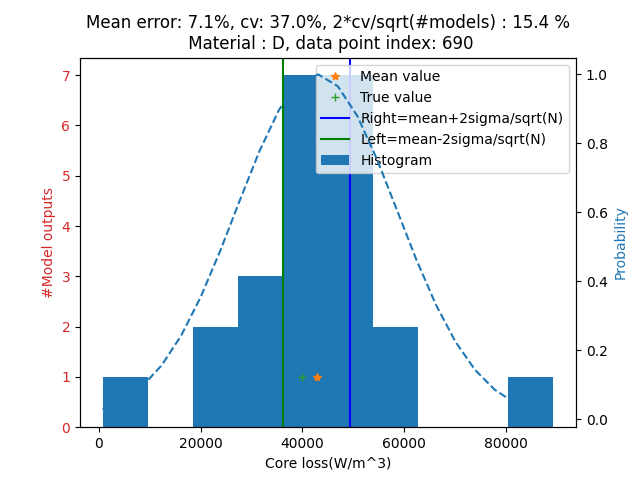 Mean error: 7.1%, cv: 37.0%, 2*cv/sqrt(#models) : 15.4 %
Material : D, data point index: 690
Mean value
True value
Right=mean+2sigma/sqrt(N)
Left=mean-2sigma/sqrt(N)
Histogram
#Model outputs
7
6
5
4
3
2
1
0
1.0
0.8
0.6
0.4
0.2
0.0
Probability
0 20000 40000 60000 80000
Core loss(W/m^3)